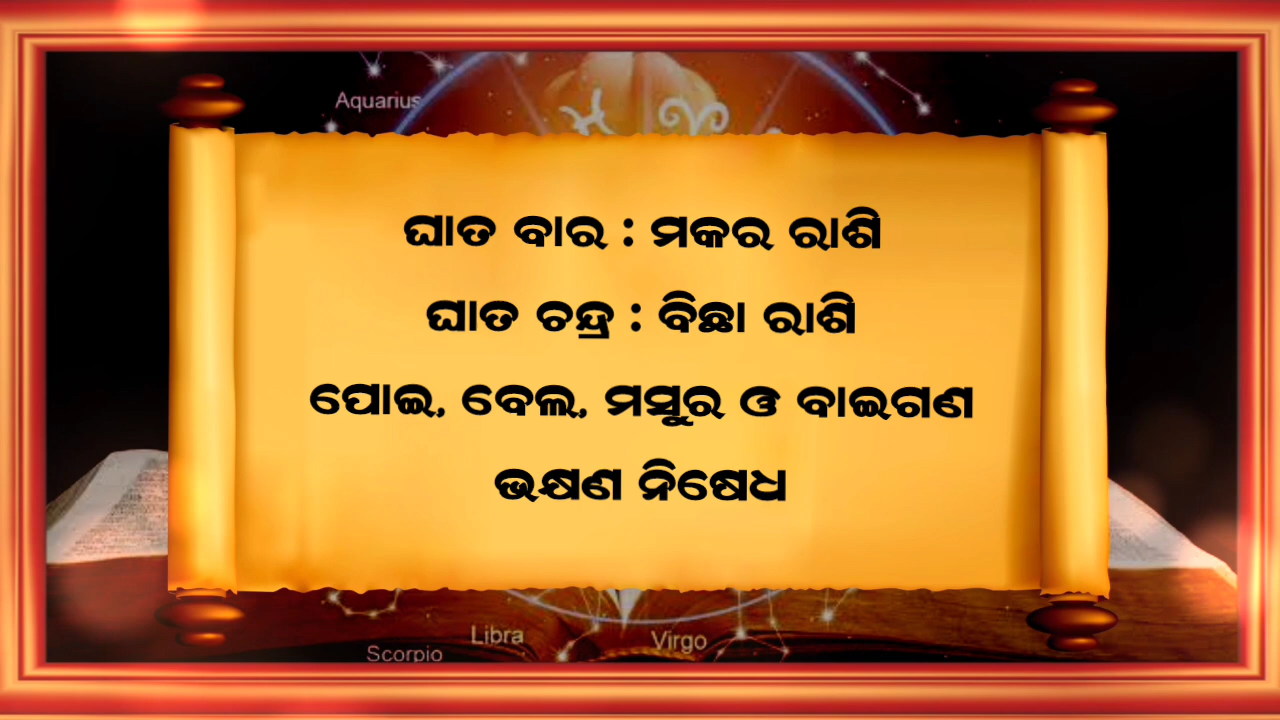 Aquarius
ଘାତ ବାର : ମକର ରାଶି
ଘାତ ଚନ୍ଦ୍ର : ବିଛା ରାଶି
ପୋଇ, ବେଲ, ମସୁର ଓ ବାଇଗଣ
ଭକ୍ଷଣ ନିଷେଧ
Libra
Virgo
Scorpio